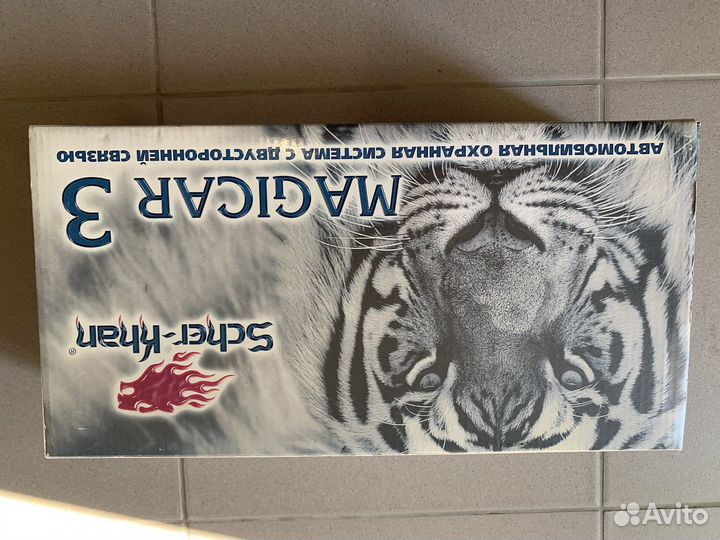 Scher-Khan®
MAGICAR 3
АВТОМОБИЛЬНАЯ ОХРАННАЯ СИСТЕМА С ДВУСТОРОННЕЙ СВЯЗЬЮ
Avito